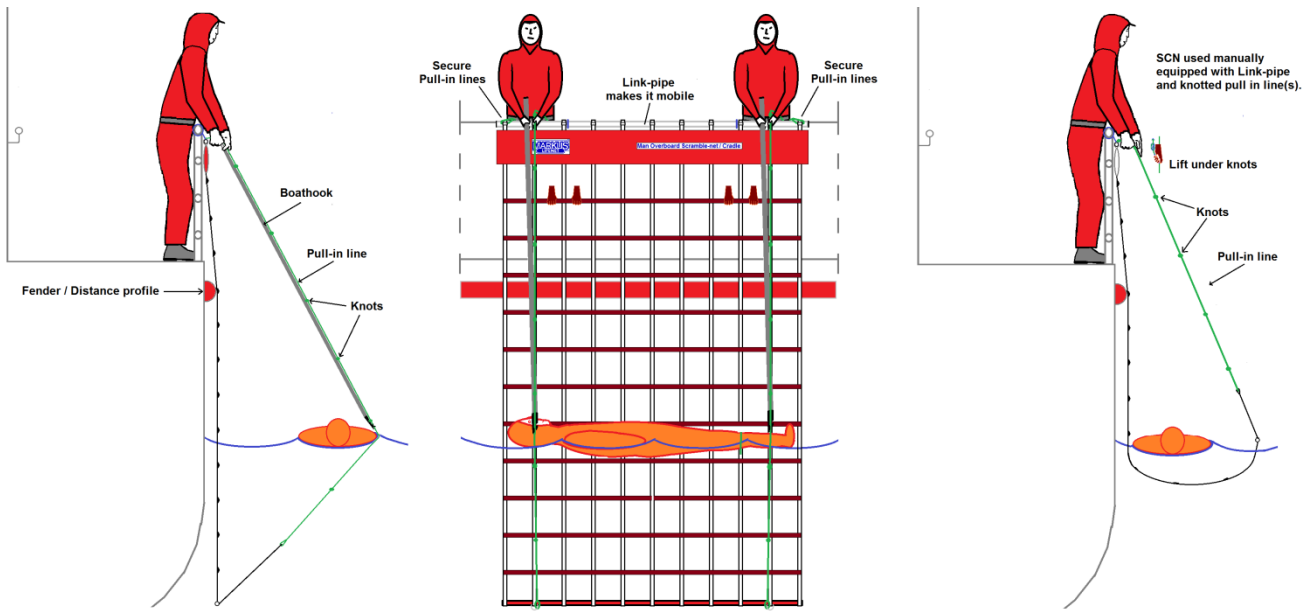 Boathook
Pull-in line
Fender / Distance profile
Knots
Secure
Pull-in lines
Link-pipe
makes it mobile
Secure
Pull-in lines
MARKUS
LIFENET
Man Overboard Scramble-net / Cradle
SCN used manually
equipped with Link-pipe
and knotted pull in line(s).
Lift under knots
Knots
Pull-in line